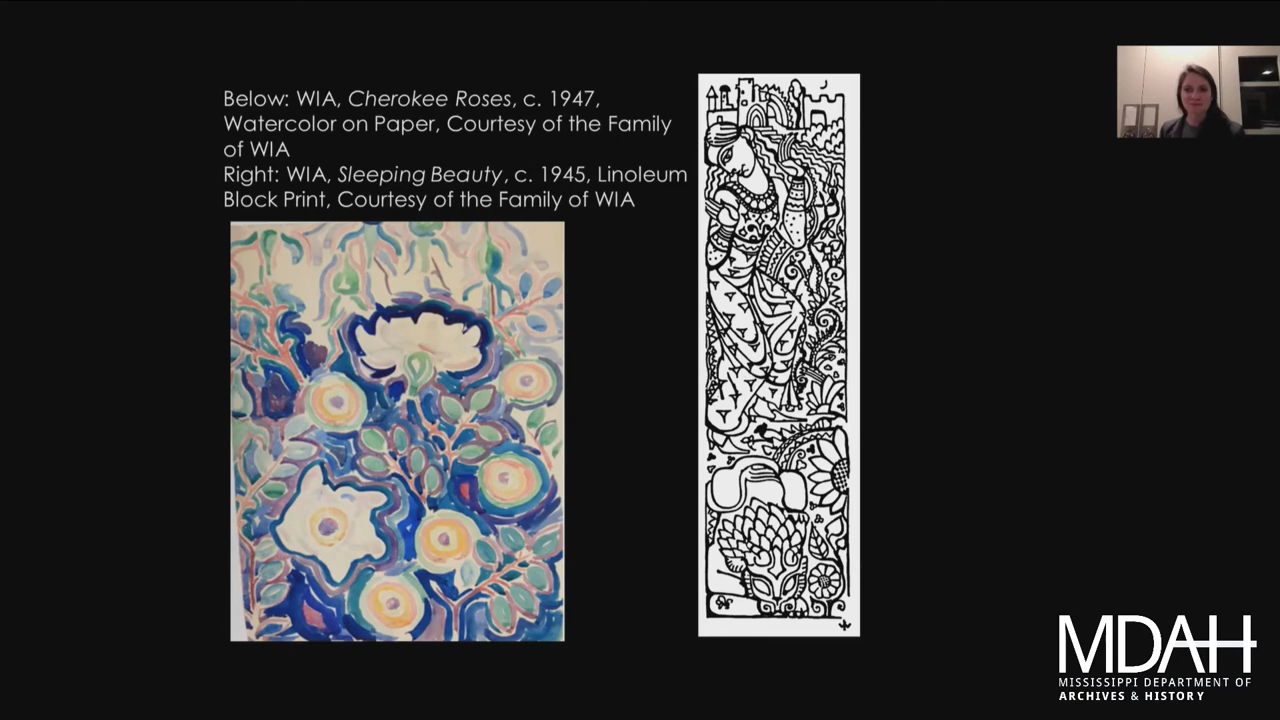 Below: WIA, Cherokee Roses, c. 1947,
Watercolor on Paper, Courtesy of the Family
of WIA
Right: WIA, Sleeping Beauty, c. 1945, Linoleum
Block Print, Courtesy of the Family of WIA
MDAH
MISSISSIPPI DEPARTMENT OF
ARCHIVES & HISTORY